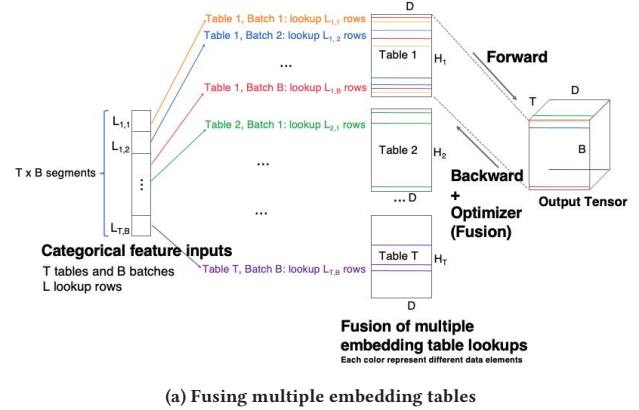 Table 1, Batch 1: lookup L1,1 rows
Table 1, Batch 2: lookup L1, 2 rows
...
Table 1, Batch B: lookup L1,B rows
Table 2, Batch 1: lookup L2,1 rows
...
...
Table T, Batch B: lookup LT,B rows
T x B segments
L1,1
L1,2
⋮
LT,B
Categorical feature inputs
T tables and B batches
L lookup rows
D
Table 1
H1
Table 2
H2
... D
Table T
HT
D
Fusion of multiple
embedding table lookups
Each color represent different data elements
Forward
Backward
+
Optimizer
(Fusion)
T
D
B
Output Tensor
(a) Fusing multiple embedding tables